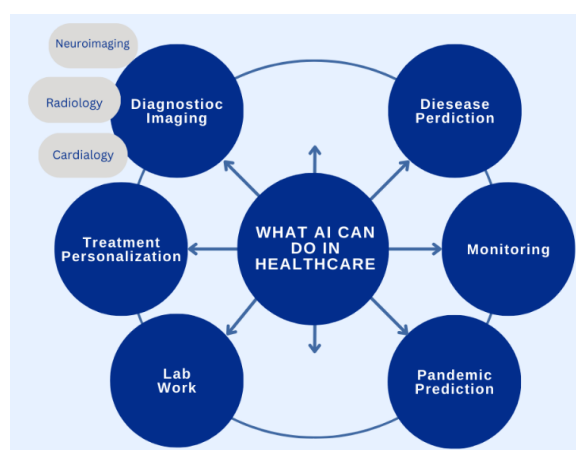 Neuroimaging
Radiology
Cardialogy
Diagnostioc
Imaging
Diesease
Perdiction
Treatment
Personalization
WHAT AI CAN
DO IN
HEALTHCARE
Monitoring
Lab
Work
Pandemic
Prediction